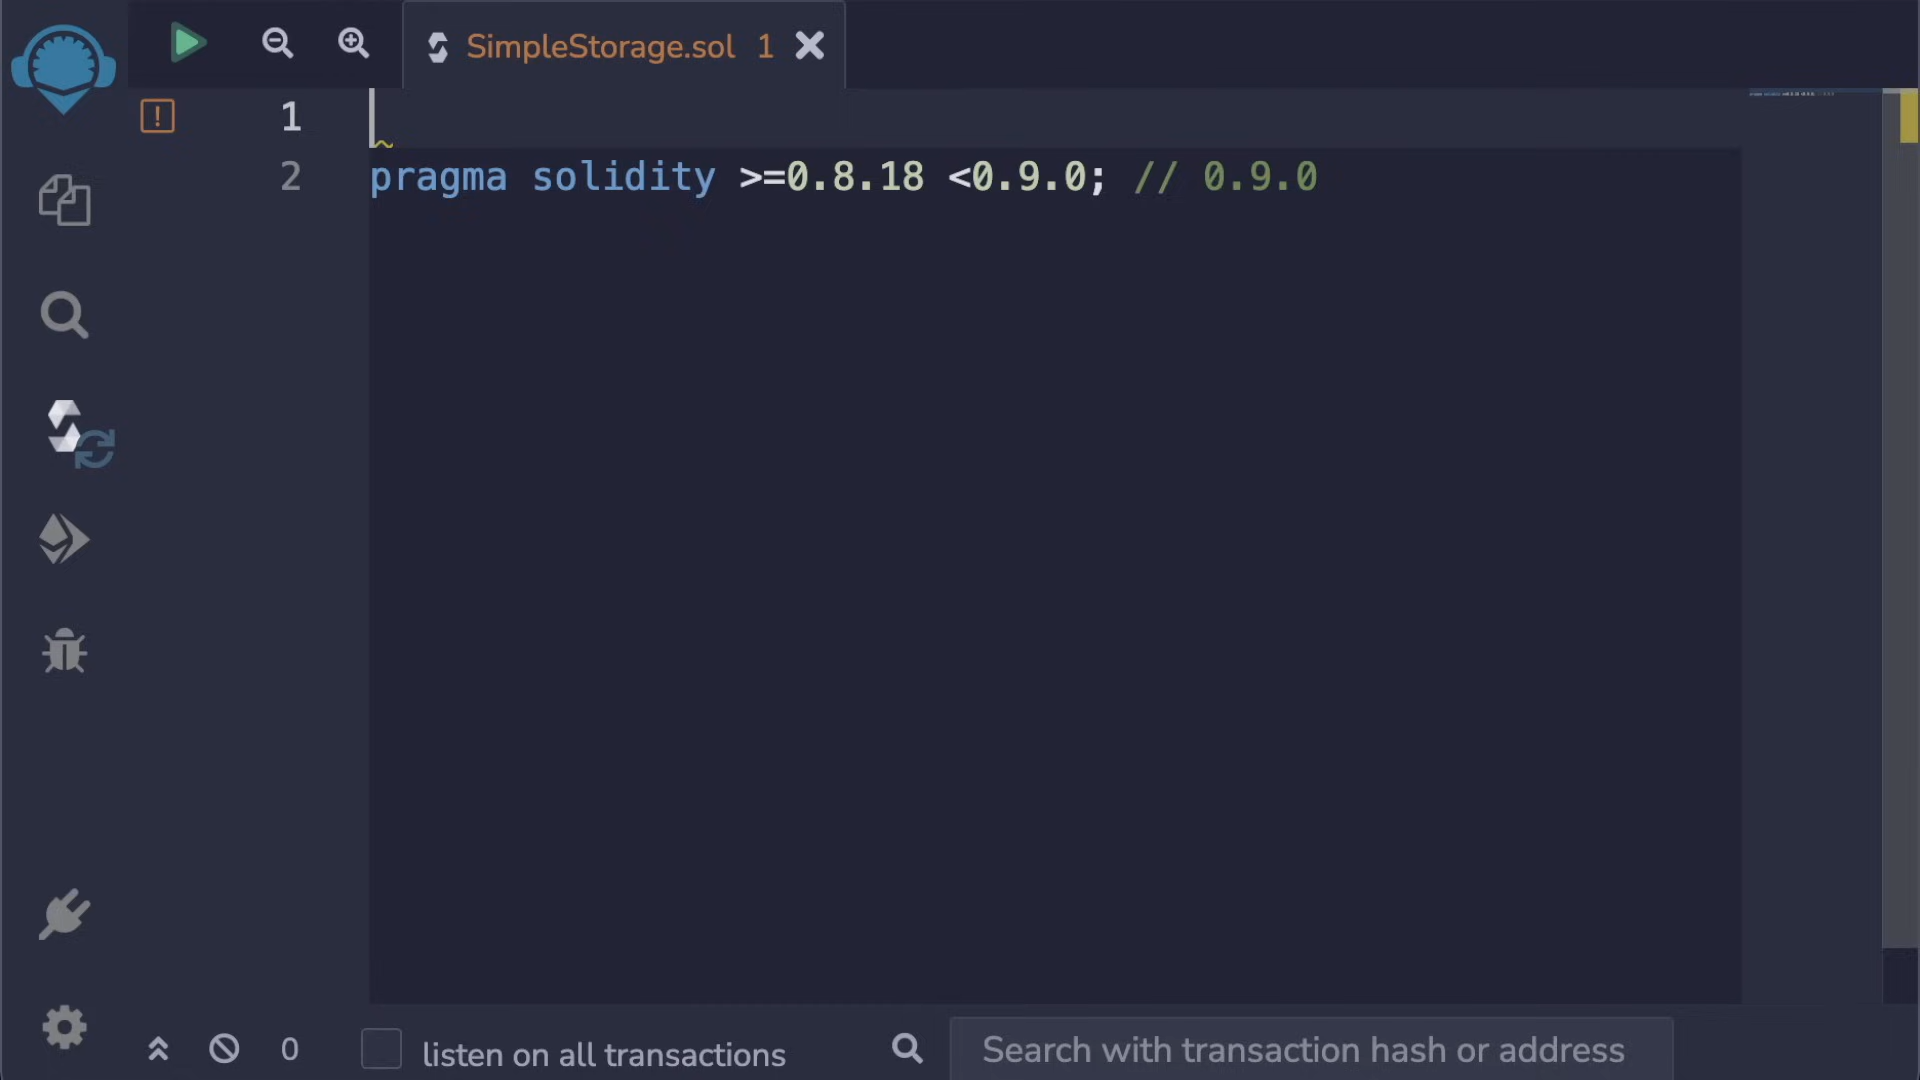 SimpleStorage.sol 1
1
2 pragma solidity >=0.8.18 <0.9.0; // 0.9.0
0 listen on all transactions Search with transaction hash or address